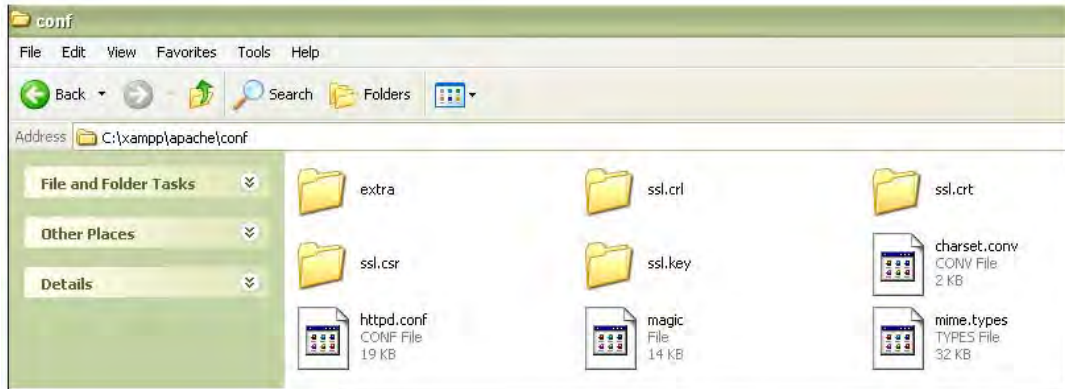 conf
File Edit View Favorites Tools Help
Back Search Folders
Address C:\xampp\apache\conf
File and Folder Tasks
Other Places
Details
extra
ssl.crl
ssl.crt
ssl.csr
ssl.key
charset.conv
CONV File
2 KB
httpd.conf
CONF File
19 KB
magic
File
14 KB
mime.types
TYPES File
32 KB